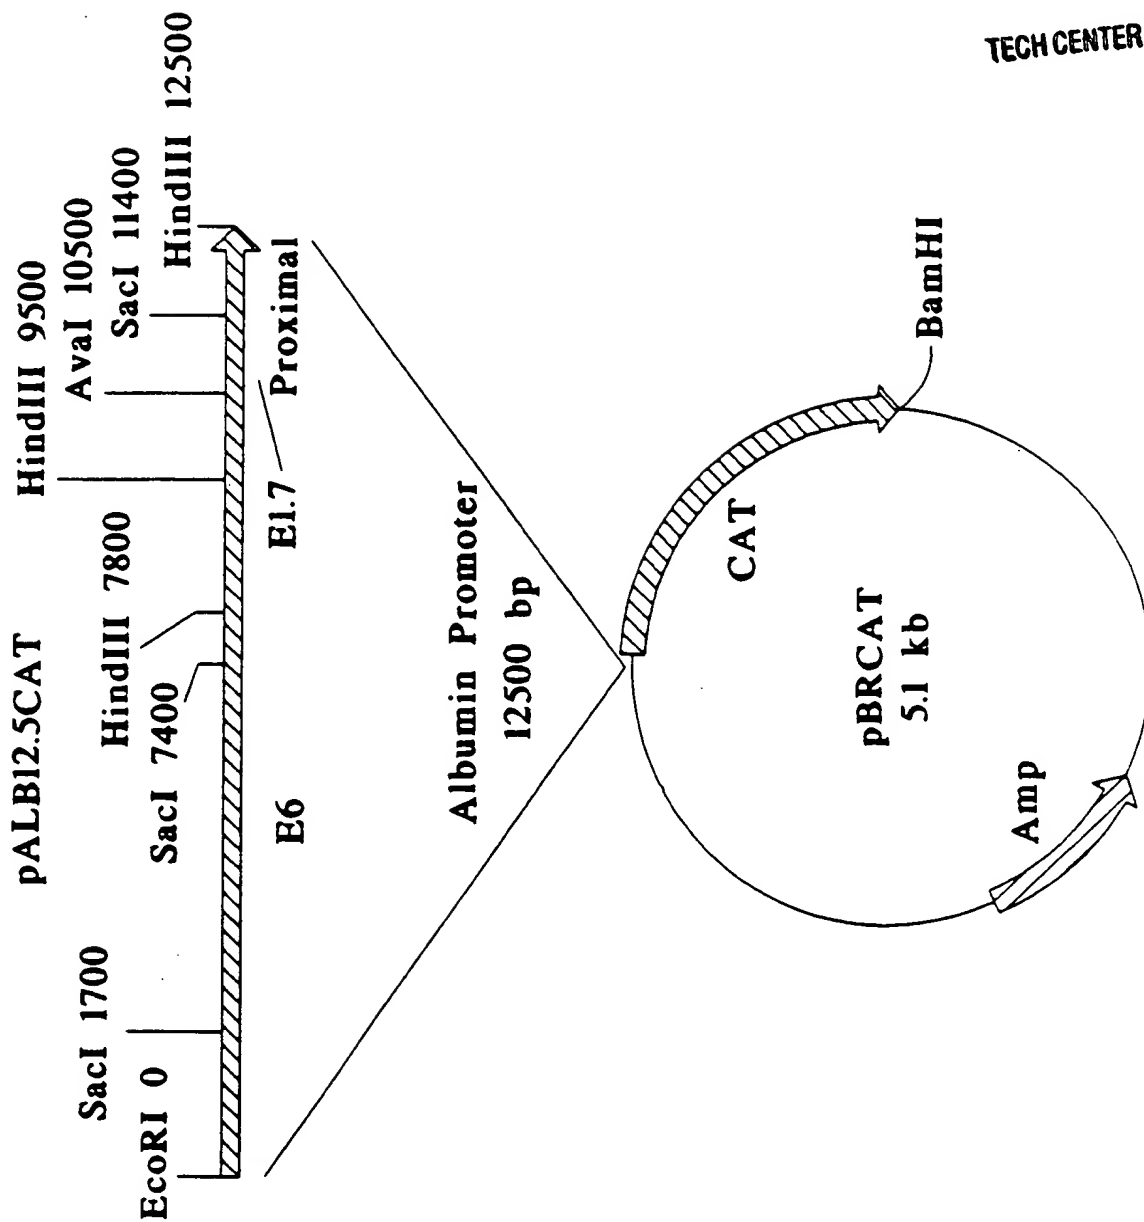 TECH CENTER
pALB12.5CAT
HindIII 9500
AvaI 10500
SacI 11400
HindIII 12500
HindIII 7800
SacI 7400
SacI 1700
EcoRI 0
E6
E1.7
Proximal
Albumin Promoter
12500 bp
CAT
BamHI
pBRCAT
5.1 kb
Amp